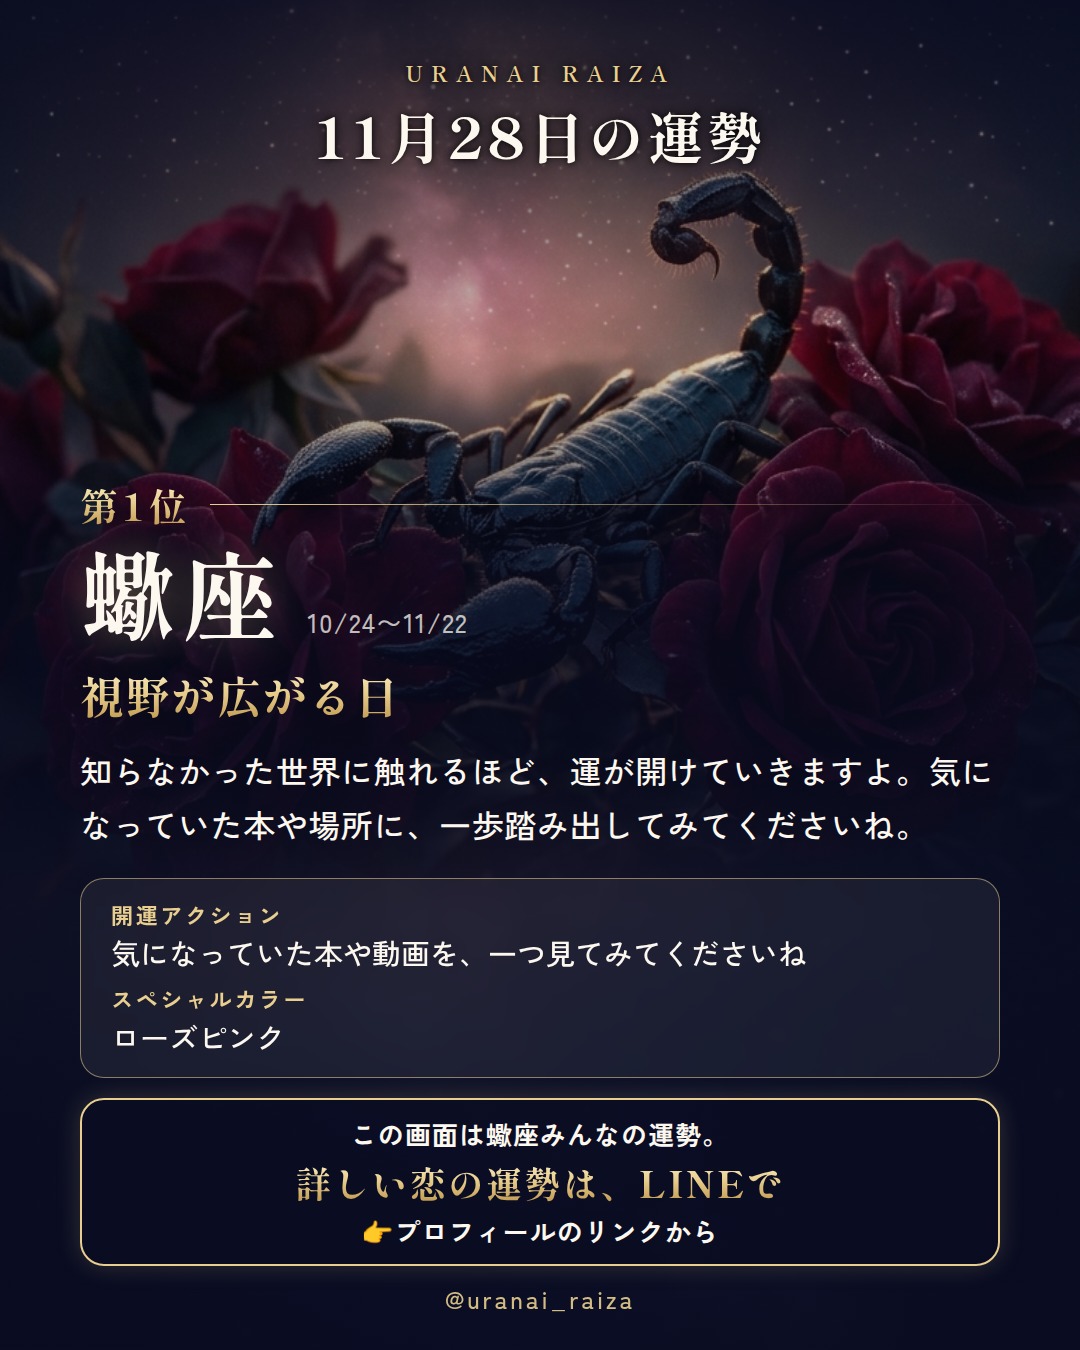 URANAI RAIZA
11月28日の運勢
第1位
蠍座 10/24〜11/22
視野が広がる日
知らなかった世界に触れるほど、運が開けていきますよ。気に
なっていた本や場所に、一歩踏み出してみてくださいね。
開運アクション
気になっていた本や動画を、一つ見てみてくださいね
スペシャルカラー
ローズピンク
この画面は蠍座みんなの運勢。
詳しい恋の運勢は、LINEで
👉プロフィールのリンクから
@uranai_raiza